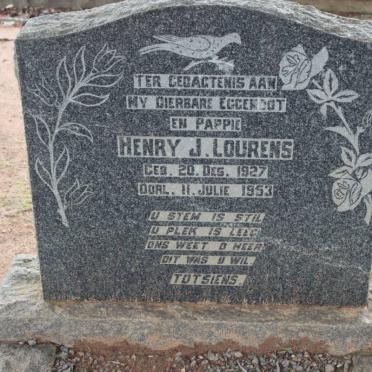 TER GEDAGTENIS AAN
MY DIERBARE EGGENOOT
EN PAPPIE
HENRY J. LOURENS
GEB. 20. DES. 1927
OORL. 11. JULIE 1953
U STEM IS STIL
U PLEK IS LEEG
ONS WEET O HEER
DIT WAS U WIL
TOTSIENS.